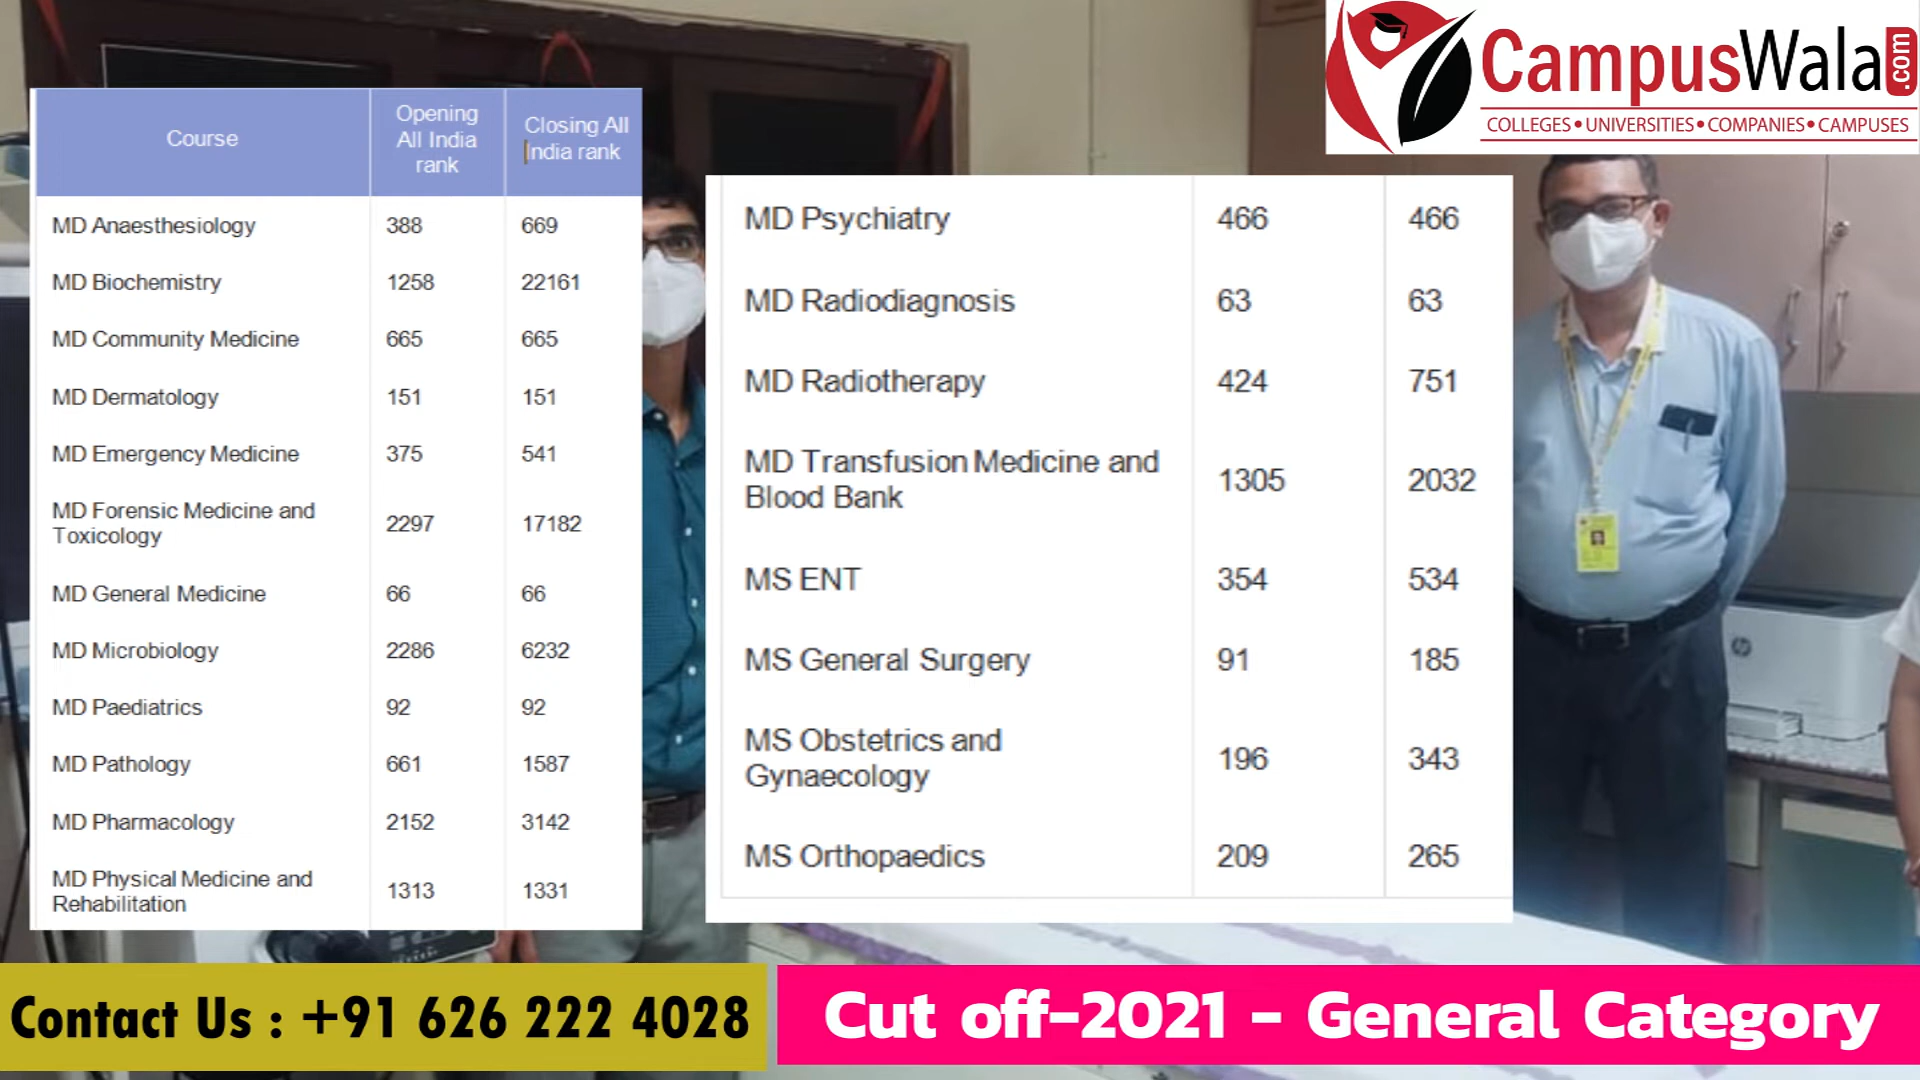 CampusWala.com
COLLEGES • UNIVERSITIES • COMPANIES • CAMPUSES
Course
Opening
All India
rank
Closing All
India rank
MD Anaesthesiology 388 669
MD Biochemistry 1258 22161
MD Community Medicine 665 665
MD Dermatology 151 151
MD Emergency Medicine 375 541
MD Forensic Medicine and
Toxicology 2297 17182
MD General Medicine 66 66
MD Microbiology 2286 6232
MD Paediatrics 92 92
MD Pathology 661 1587
MD Pharmacology 2152 3142
MD Physical Medicine and
Rehabilitation 1313 1331
MD Psychiatry 466 466
MD Radiodiagnosis 63 63
MD Radiotherapy 424 751
MD Transfusion Medicine and
Blood Bank 1305 2032
MS ENT 354 534
MS General Surgery 91 185
MS Obstetrics and
Gynaecology 196 343
MS Orthopaedics 209 265
hp
Contact Us : +91 626 222 4028
Cut off-2021 - General Category